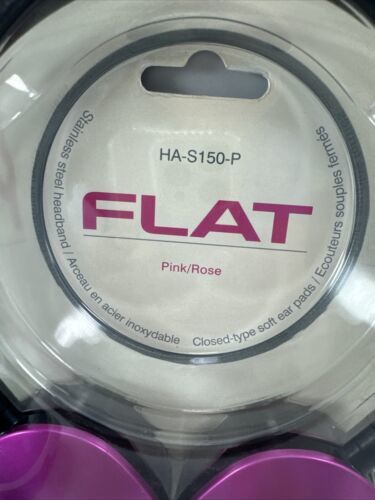 HA-S150-P
FLAT
Pink/Rose
Stainless steel headband / Arceau en acier inoxydable
Closed-type soft ear pads / Ecouteurs souples fermés